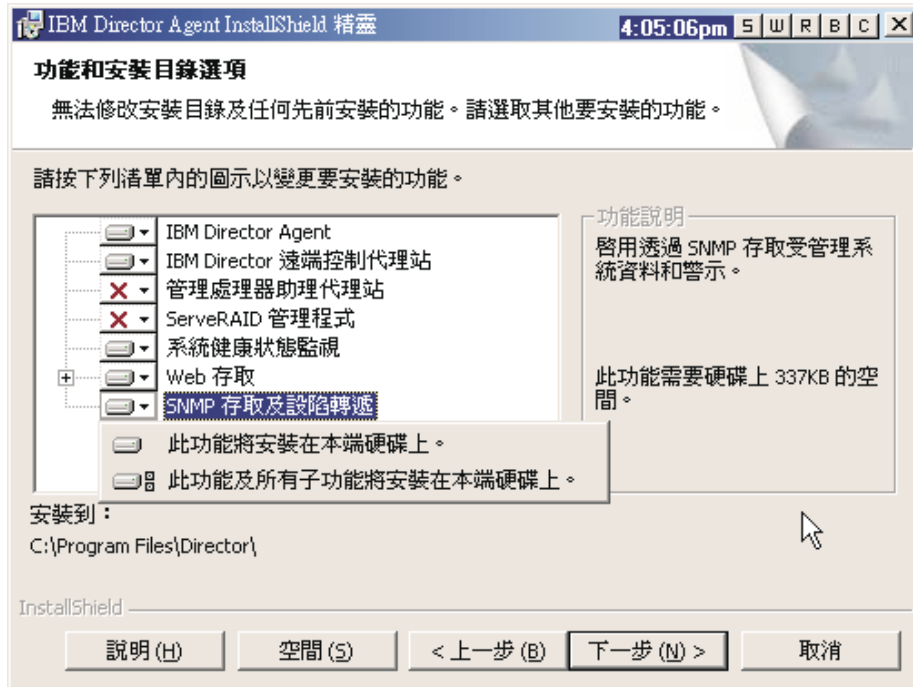 IBM Director Agent InstallShield 精靈
4:05:06pm S W R B C
功能和安裝目錄選項
無法修改安裝目錄及任何先前安裝的功能。請選取其他要安裝的功能。
請按下列清單內的圖示以變更要安裝的功能。
IBM Director Agent
IBM Director 遠端控制代理站
管理處理器助理代理站
ServeRAID 管理程式
系統健康狀態監視
Web 存取
SNMP 存取及設陷轉遞
此功能將安裝在本端硬碟上。
此功能及所有子功能將安裝在本端硬碟上。
功能說明
啓用透過 SNMP 存取受管理系
統資料和警示。
此功能需要硬碟上 337KB 的空
間。
安裝到：
C:\Program Files\Director\
InstallShield
說明(H)
空間(S)
< 上一步(B)
下一步(N) >
取消